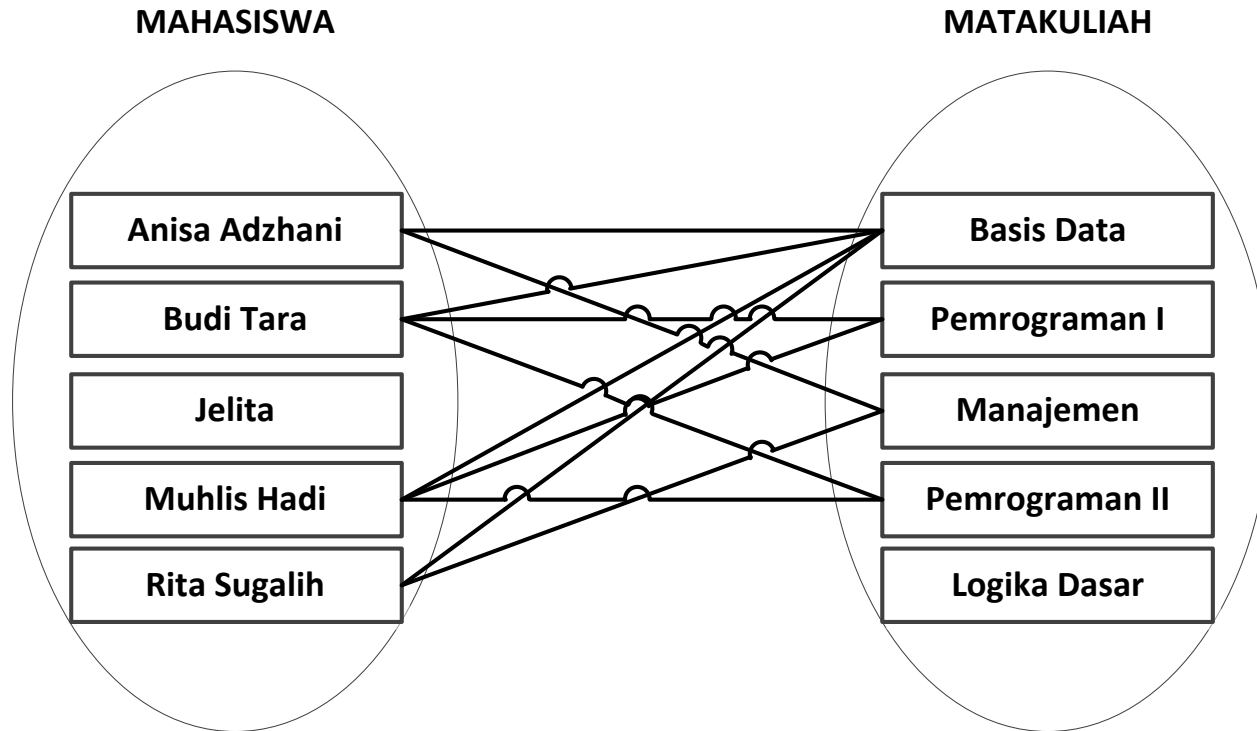 MAHASISWA
MATAKULIAH
Anisa Adzhani
Basis Data
Budi Tara
Pemrograman I
Jelita
Manajemen
Muhlis Hadi
Pemrograman II
Rita Sugalih
Logika Dasar